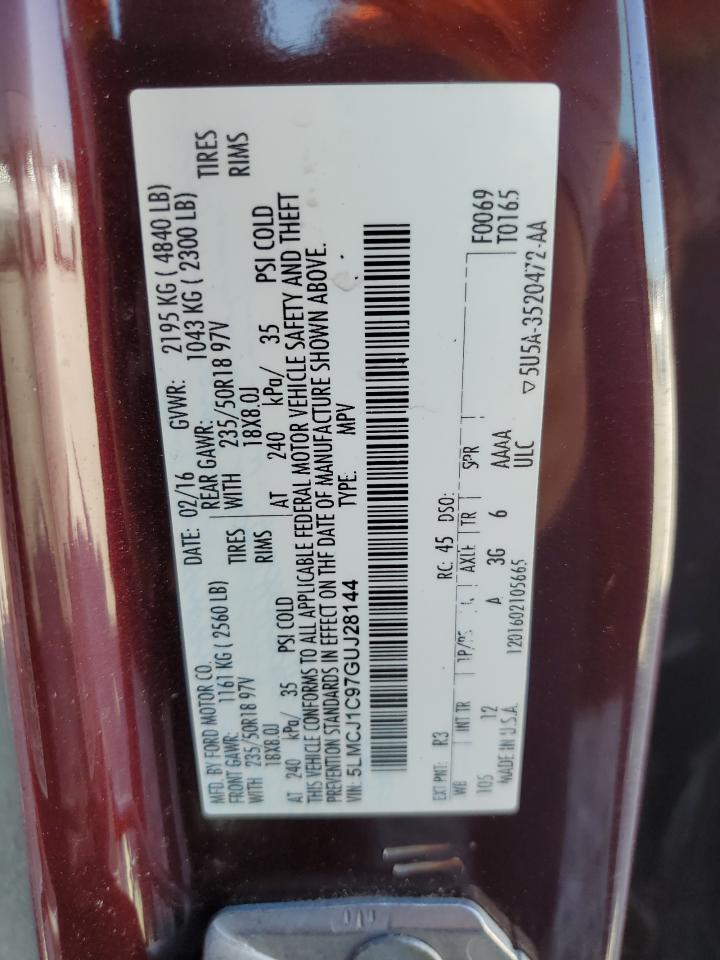 MFD. BY FORD MOTOR CO.
DATE: 02/16 GVWR: 2195 KG ( 4840 LB)
FRONT GAWR: 1161 KG ( 2560 LB)
REAR GAWR: 1043 KG ( 2300 LB)
WITH 235/50R18 97V TIRES
WITH 235/50R18 97V TIRES
18X8.0J RIMS
18X8.0J RIMS
AT 240 kPa/ 35 PSI COLD
AT 240 kPa/ 35 PSI COLD
THIS VEHICLE CONFORMS TO ALL APPLICABLE FEDERAL MOTOR VEHICLE SAFETY AND THEFT
PREVENTION STANDARDS IN EFFECT ON THE DATE OF MANUFACTURE SHOWN ABOVE.
VIN: 5LMCJ1C97GUJ28144
TYPE: MPV
EXT PNT: R3 RC: 45 DSO: F0069
WB INT TR TP/PS AXLE TR SPR T0165
105 12 A 3G 6 AAAA
MADE IN U.S.A. 1201602105665 ULC
5U5A-3520472-AA